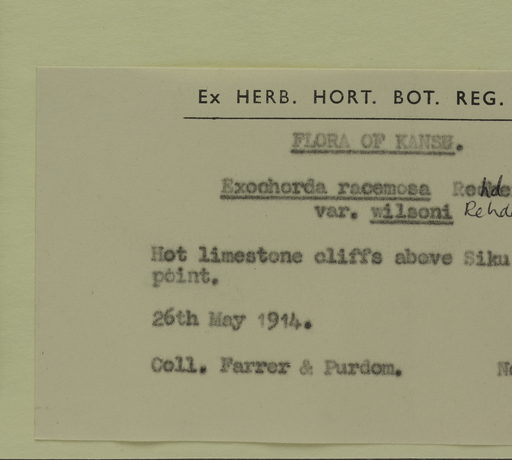 Ex HERB. HORT. BOT. REG.
FLORA OF KANSU.
Exochorda racemosa
var. wilsoni
Hot limestone cliffs above Siku
point.
26th May 1914.
Coll. Farrer & Purdom.